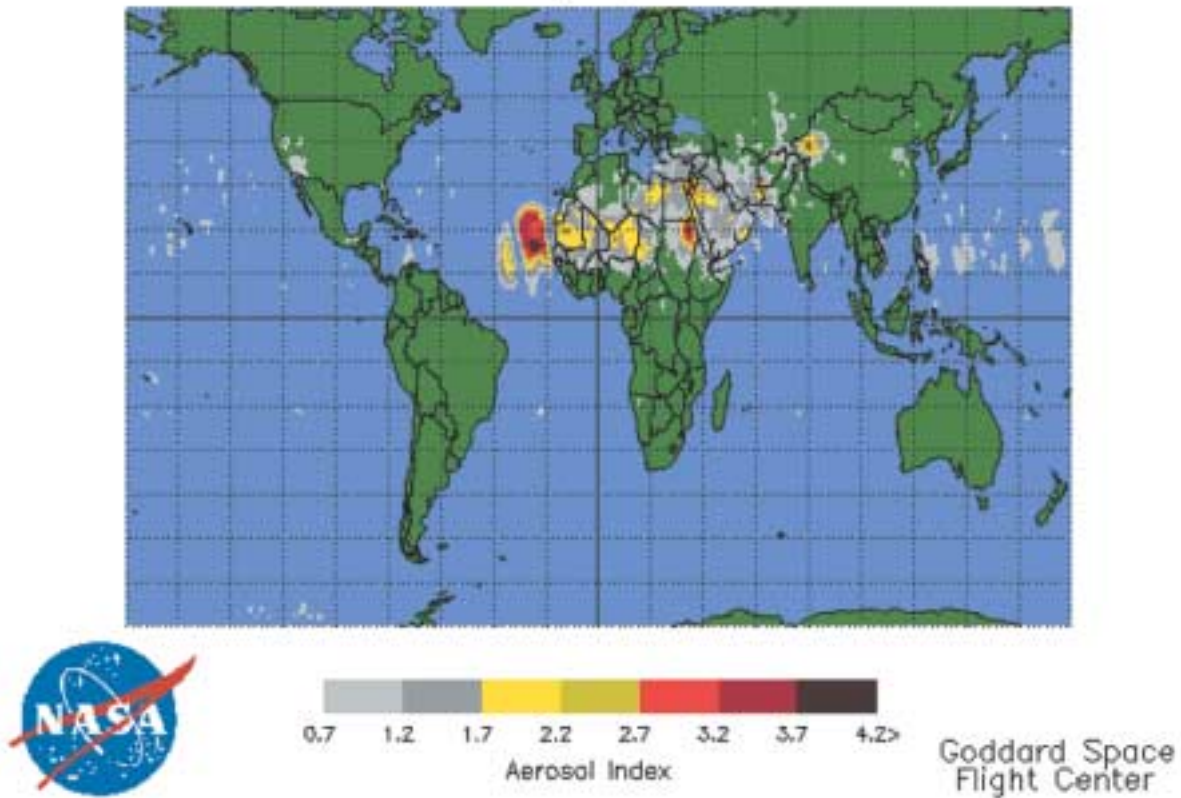 NASA
0.7 1.2 1.7 2.2 2.7 3.2 3.7 4.2>
Aerosol Index
Goddard Space
Flight Center